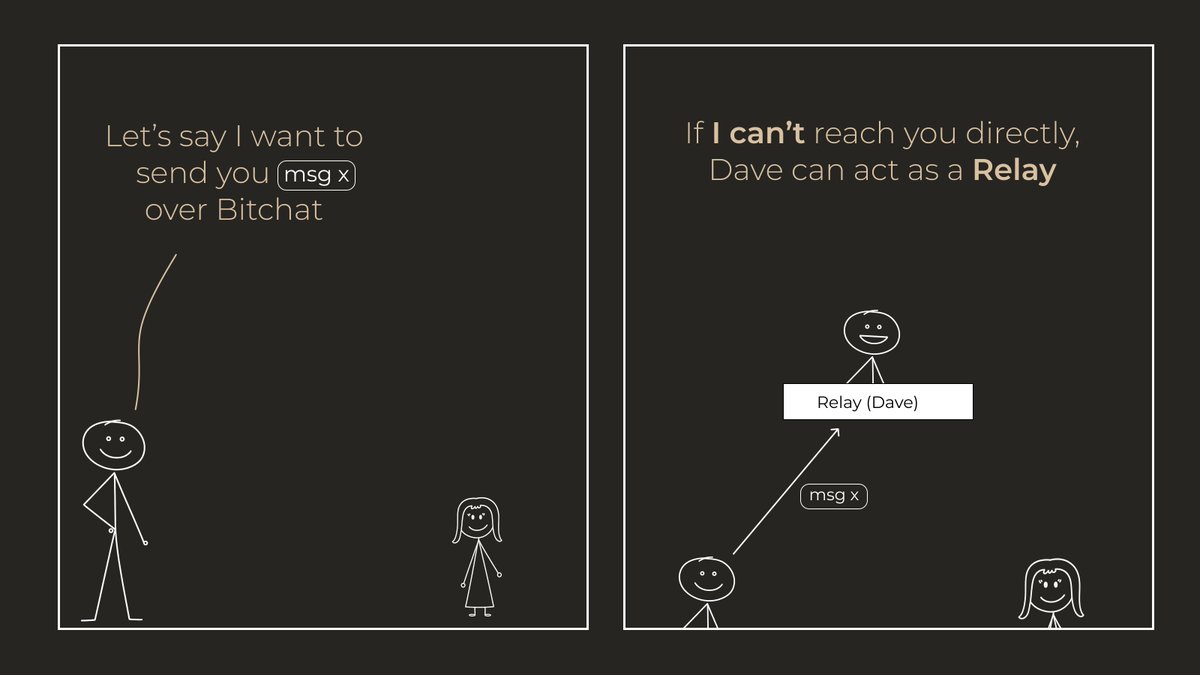 Let’s say I want to
send you msg x
over Bitchat
If I can’t reach you directly,
Dave can act as a Relay
Relay (Dave)
msg x